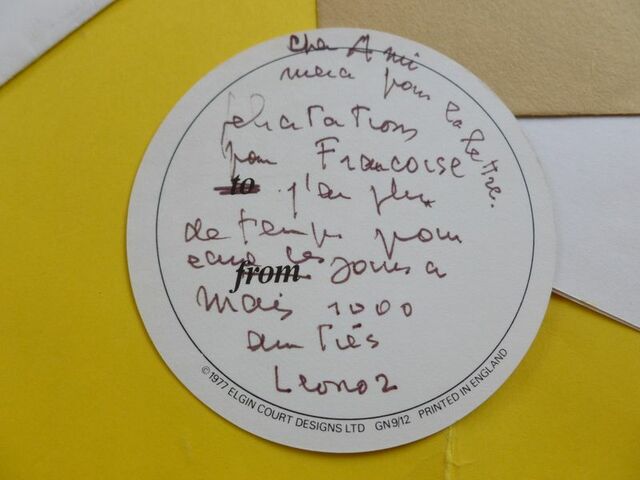 cher Ami
merci pour la lettre.
felicitations
pour Francoise
to j'ai plus
de temps pour
ecrire ces
from jours a
mais 1000
amitiés
Leonor
© 1977 ELGIN COURT DESIGNS LTD GN9/12 PRINTED IN ENGLAND